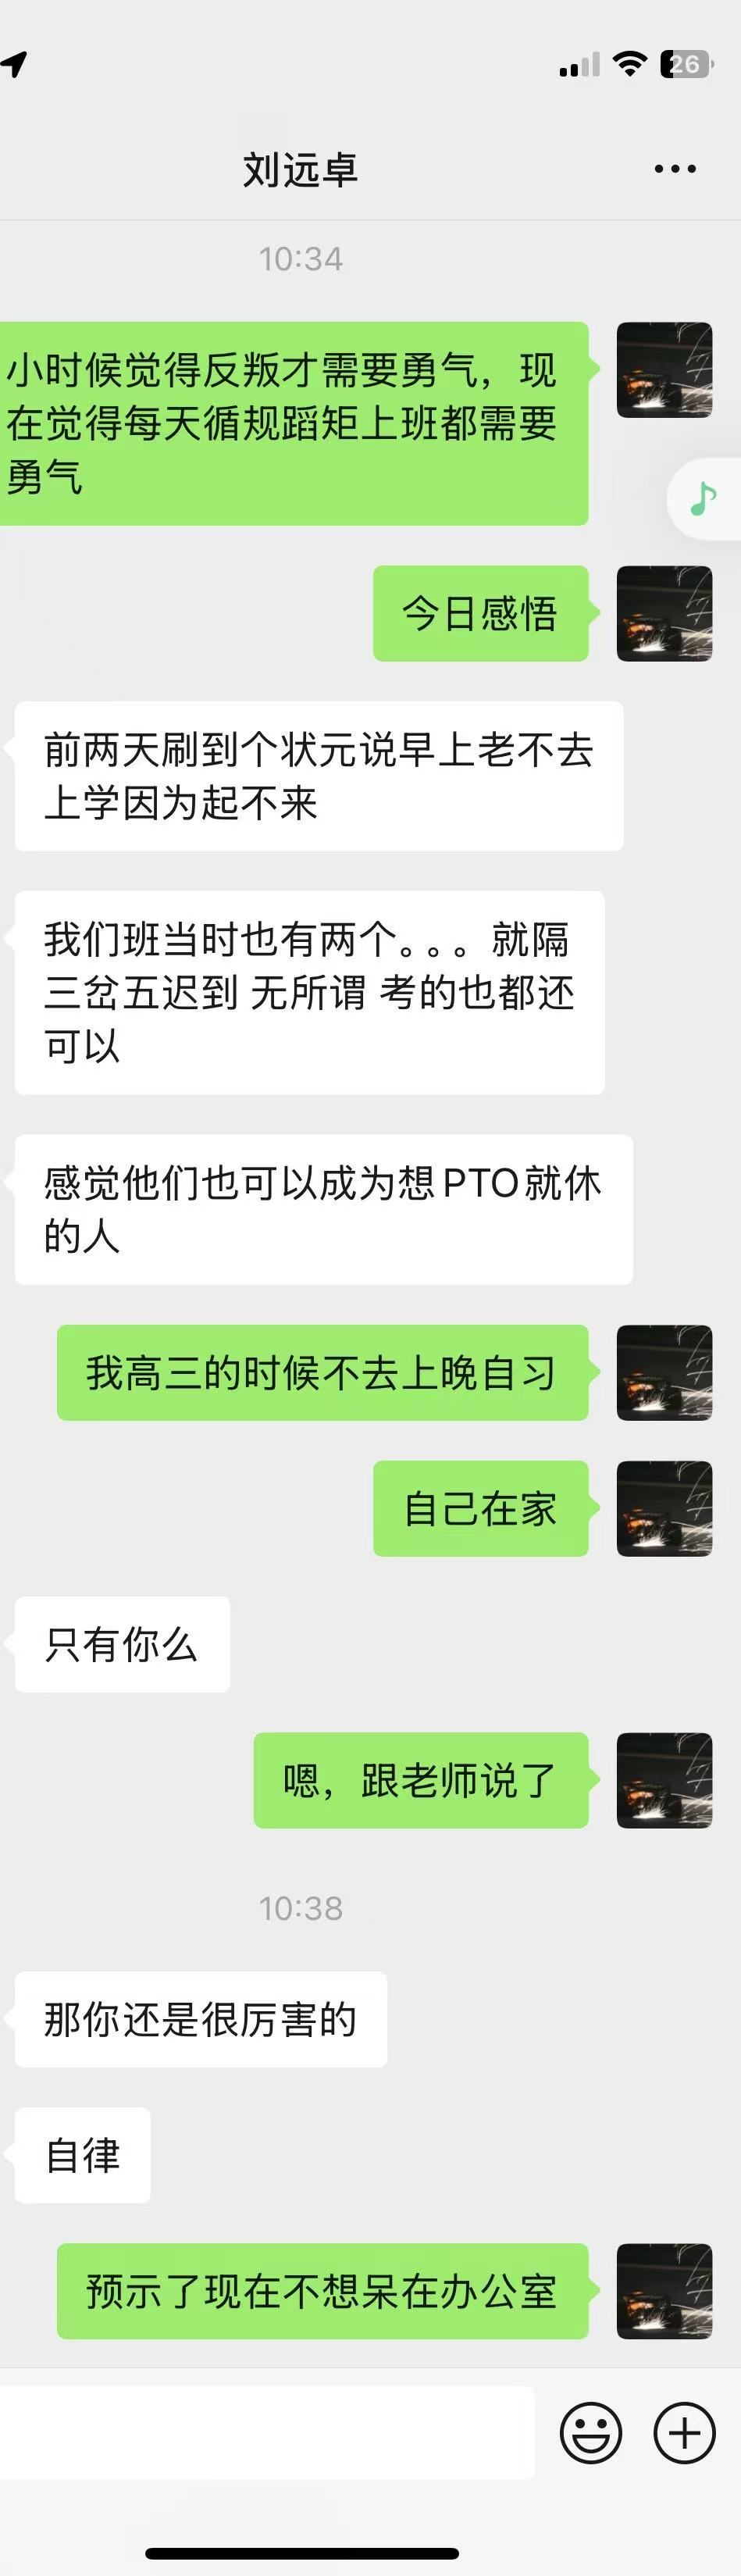 26
刘远卓
10:34
小时候觉得反叛才需要勇气，现
在觉得每天循规蹈矩上班都需要
勇气
今日感悟
前两天刷到个状元说早上老不去
上学因为起不来
我们班当时也有两个。。。就隔
三岔五迟到 无所谓 考的也都还
可以
感觉他们也可以成为想PTO就休
的人
我高三的时候不去上晚自习
自己在家
只有你么
嗯，跟老师说了
10:38
那你还是很厉害的
自律
预示了现在不想呆在办公室